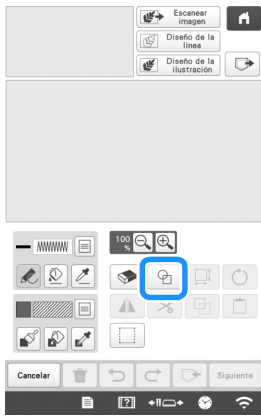 Escanear
imagen
Diseño de la
línea
Diseño de la
ilustración
100
%
Cancelar
Siguiente